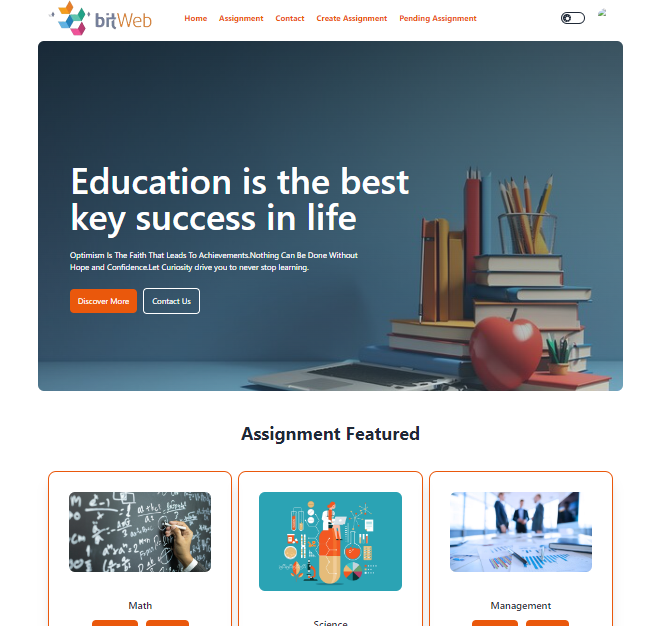 bitWeb
Home Assignment Contact Create Assignment Pending Assignment
Education is the best
key success in life
Optimism Is The Faith That Leads To Achievements.Nothing Can Be Done Without
Hope and Confidence.Let Curiosity drive you to never stop learning.
Discover More Contact Us
Assignment Featured
Math
Science
Management